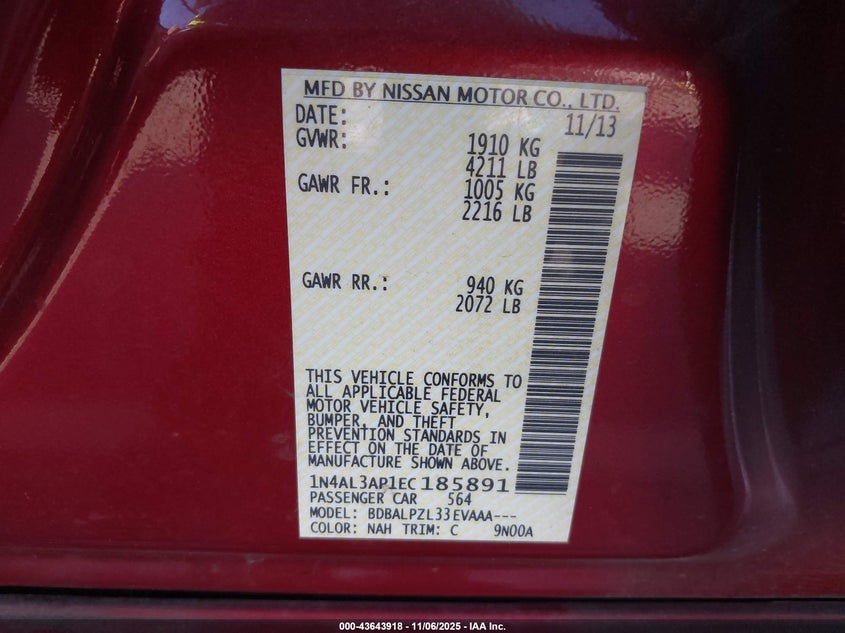 MFD BY NISSAN MOTOR CO., LTD.
DATE: 11/13
GVWR: 1910 KG
4211 LB
GAWR FR.: 1005 KG
2216 LB
GAWR RR.: 940 KG
2072 LB
THIS VEHICLE CONFORMS TO
ALL APPLICABLE FEDERAL
MOTOR VEHICLE SAFETY,
BUMPER, AND THEFT
PREVENTION STANDARDS IN
EFFECT ON THE DATE OF
MANUFACTURE SHOWN ABOVE.
1N4AL3AP1EC185891
PASSENGER CAR 564
MODEL: BDBALPZL33EVAAA---
COLOR: NAH TRIM: C 9N00A
000-43643918 - 11/06/2025 - IAA Inc.